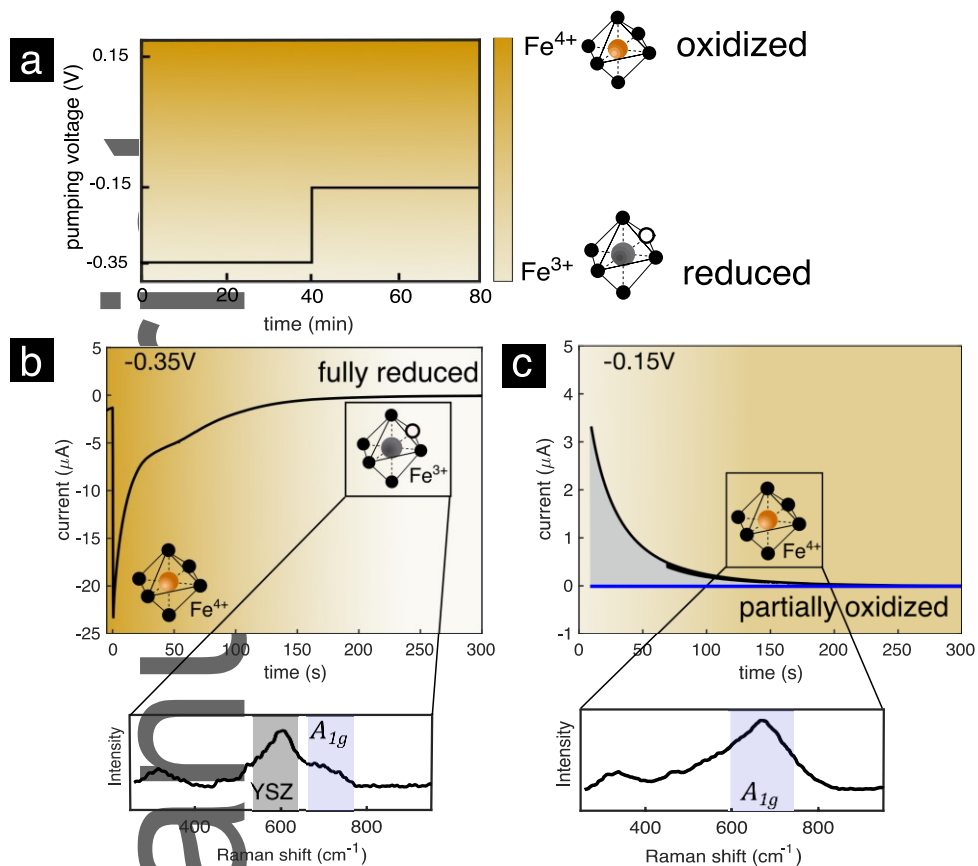 a
pumping voltage (V)
0.15
-0.15
-0.35
0 20 40 60 80
time (min)
Fe4+
oxidized
Fe3+
reduced
b
-0.35V
fully reduced
current (μA)
5
0
-5
-10
-15
-20
-25
Fe3+
Fe4+
0 50 100 150 200 250 300
time (s)
c
-0.15V
current (μA)
5
4
3
2
1
0
-1
Fe4+
partially oxidized
0 50 100 150 200 250 300
time (s)
Intensity
YSZ
A1g
400 600 800
Raman shift (cm-1)
Intensity
A1g
400 600 800
Raman shift (cm-1)